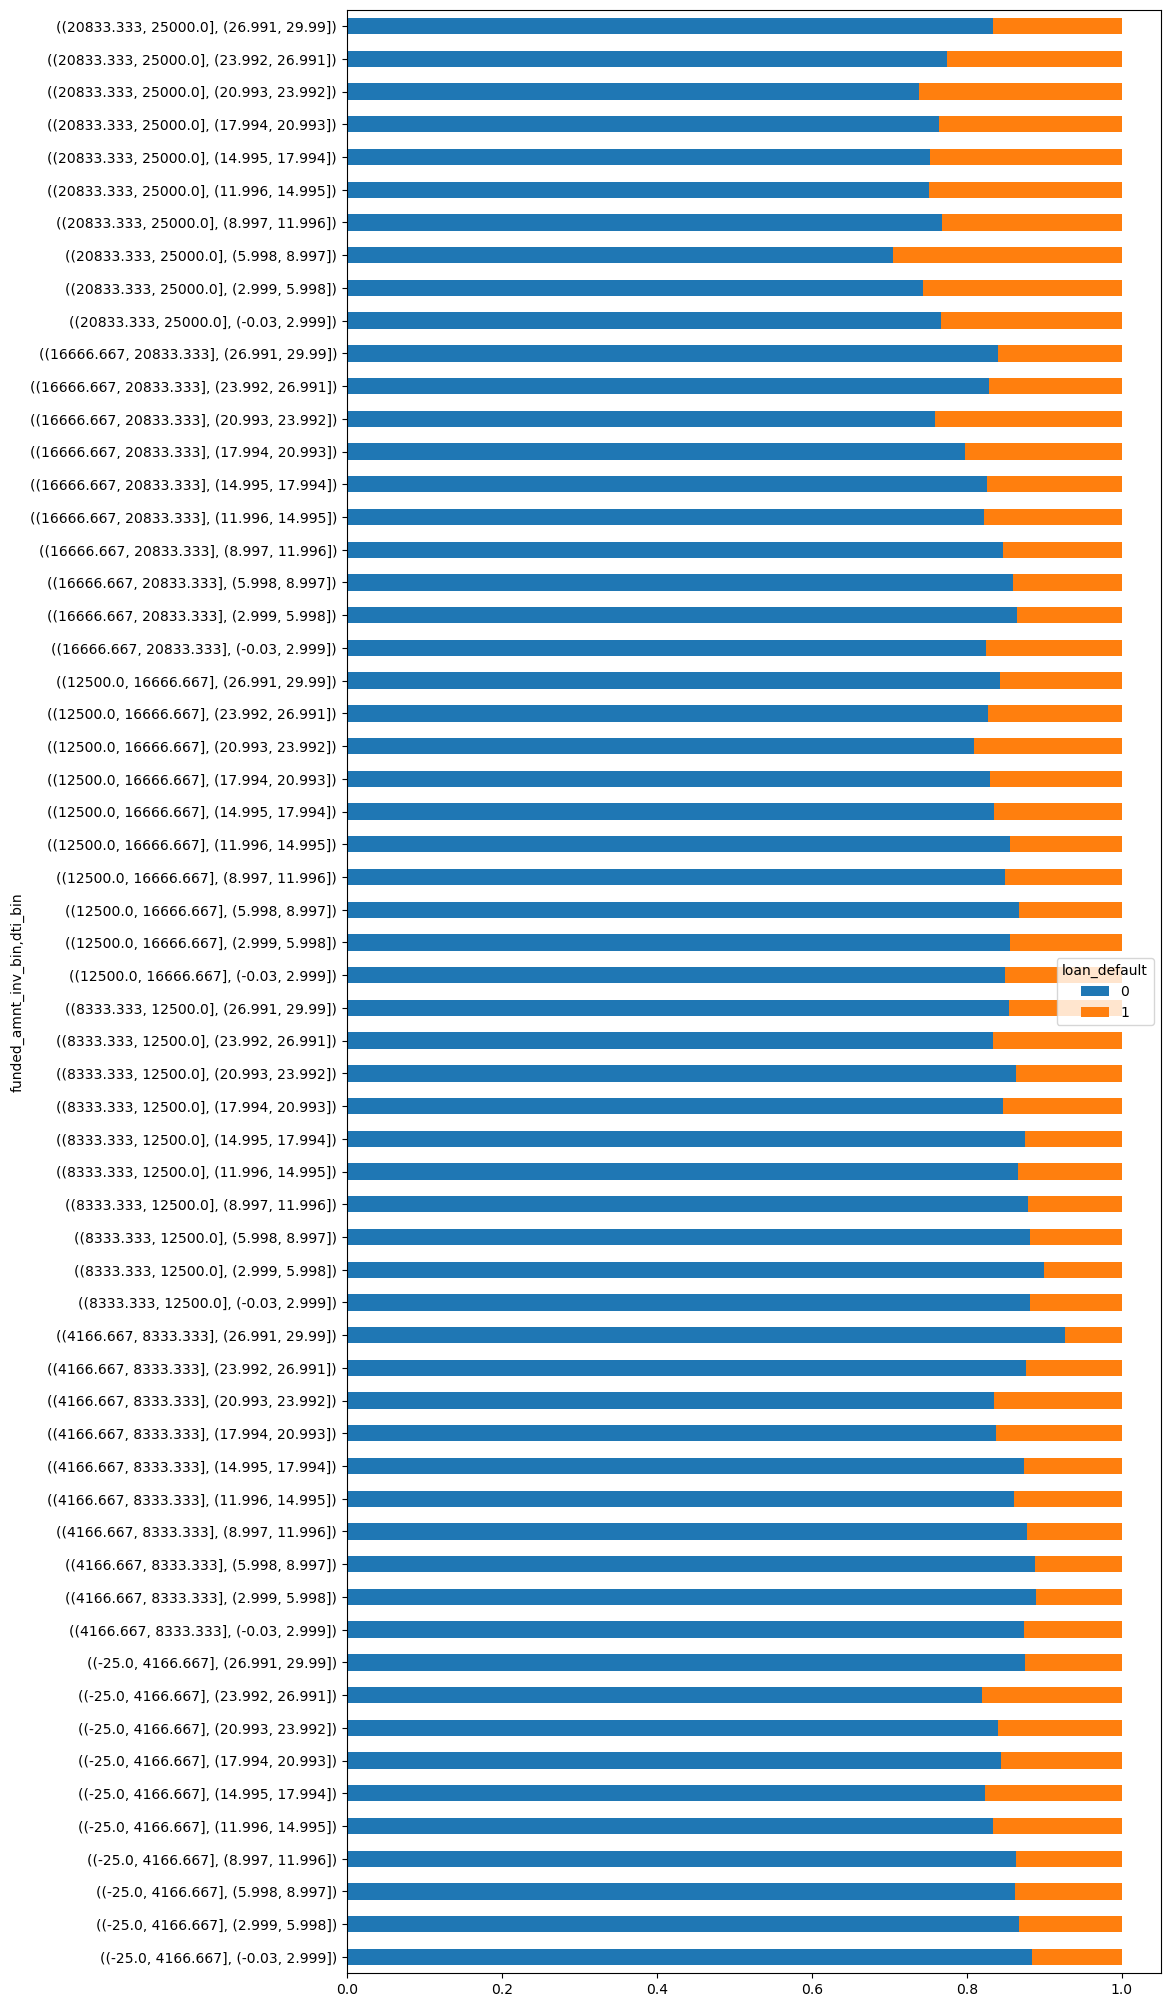 ((20833.333, 25000.0], (26.991, 29.99])
((20833.333, 25000.0], (23.992, 26.991])
((20833.333, 25000.0], (20.993, 23.992])
((20833.333, 25000.0], (17.994, 20.993])
((20833.333, 25000.0], (14.995, 17.994])
((20833.333, 25000.0], (11.996, 14.995])
((20833.333, 25000.0], (8.997, 11.996])
((20833.333, 25000.0], (5.998, 8.997])
((20833.333, 25000.0], (2.999, 5.998])
((20833.333, 25000.0], (-0.03, 2.999])
((16666.667, 20833.333], (26.991, 29.99])
((16666.667, 20833.333], (23.992, 26.991])
((16666.667, 20833.333], (20.993, 23.992])
((16666.667, 20833.333], (17.994, 20.993])
((16666.667, 20833.333], (14.995, 17.994])
((16666.667, 20833.333], (11.996, 14.995])
((16666.667, 20833.333], (8.997, 11.996])
((16666.667, 20833.333], (5.998, 8.997])
((16666.667, 20833.333], (2.999, 5.998])
((16666.667, 20833.333], (-0.03, 2.999])
((12500.0, 16666.667], (26.991, 29.99])
((12500.0, 16666.667], (23.992, 26.991])
((12500.0, 16666.667], (20.993, 23.992])
((12500.0, 16666.667], (17.994, 20.993])
((12500.0, 16666.667], (14.995, 17.994])
((12500.0, 16666.667], (11.996, 14.995])
((12500.0, 16666.667], (8.997, 11.996])
((12500.0, 16666.667], (5.998, 8.997])
((12500.0, 16666.667], (2.999, 5.998])
((12500.0, 16666.667], (-0.03, 2.999])
((8333.333, 12500.0], (26.991, 29.99])
((8333.333, 12500.0], (23.992, 26.991])
((8333.333, 12500.0], (20.993, 23.992])
((8333.333, 12500.0], (17.994, 20.993])
((8333.333, 12500.0], (14.995, 17.994])
((8333.333, 12500.0], (11.996, 14.995])
((8333.333, 12500.0], (8.997, 11.996])
((8333.333, 12500.0], (5.998, 8.997])
((8333.333, 12500.0], (2.999, 5.998])
((8333.333, 12500.0], (-0.03, 2.999])
((4166.667, 8333.333], (26.991, 29.99])
((4166.667, 8333.333], (23.992, 26.991])
((4166.667, 8333.333], (20.993, 23.992])
((4166.667, 8333.333], (17.994, 20.993])
((4166.667, 8333.333], (14.995, 17.994])
((4166.667, 8333.333], (11.996, 14.995])
((4166.667, 8333.333], (8.997, 11.996])
((4166.667, 8333.333], (5.998, 8.997])
((4166.667, 8333.333], (2.999, 5.998])
((4166.667, 8333.333], (-0.03, 2.999])
((-25.0, 4166.667], (26.991, 29.99])
((-25.0, 4166.667], (23.992, 26.991])
((-25.0, 4166.667], (20.993, 23.992])
((-25.0, 4166.667], (17.994, 20.993])
((-25.0, 4166.667], (14.995, 17.994])
((-25.0, 4166.667], (11.996, 14.995])
((-25.0, 4166.667], (8.997, 11.996])
((-25.0, 4166.667], (5.998, 8.997])
((-25.0, 4166.667], (2.999, 5.998])
((-25.0, 4166.667], (-0.03, 2.999])
funded_amnt_inv_bin,dti_bin
loan_default
0
1
0.0 0.2 0.4 0.6 0.8 1.0